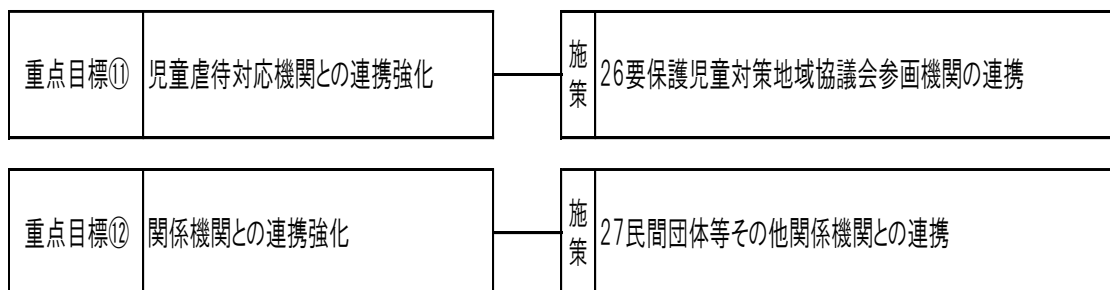 重点目標⑪ 児童虐待対応機関との連携強化 施策 26要保護児童対策地域協議会参画機関の連携
重点目標⑫ 関係機関との連携強化 施策 27民間団体等その他関係機関との連携